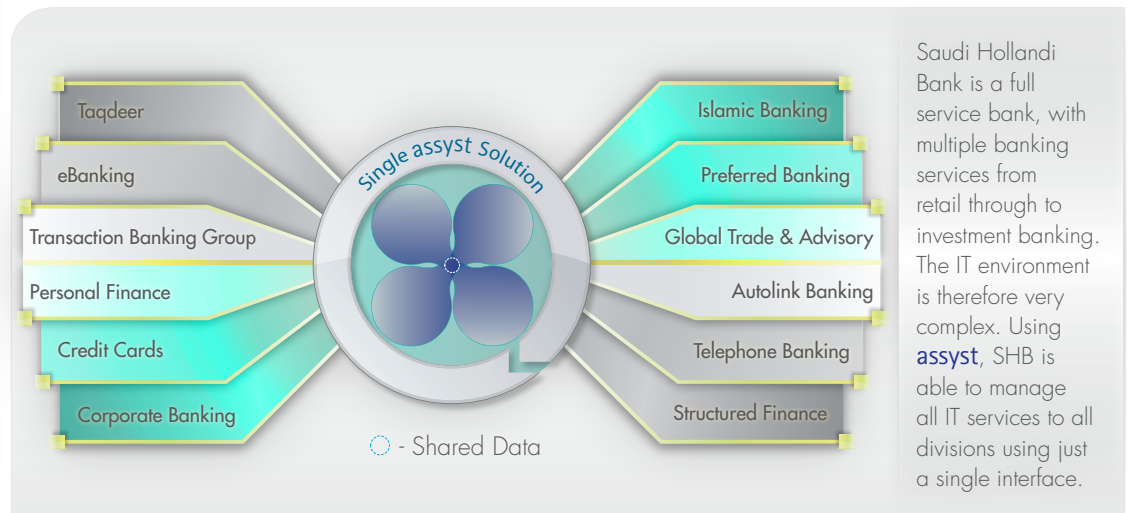 Taqdeer
eBanking
Transaction Banking Group
Personal Finance
Credit Cards
Corporate Banking
Single assyst Solution
- Shared Data
Islamic Banking
Preferred Banking
Global Trade & Advisory
Autolink Banking
Telephone Banking
Structured Finance
Saudi Hollandi
Bank is a full
service bank, with
multiple banking
services from
retail through to
investment banking.
The IT environment
is therefore very
complex. Using
assyst, SHB is
able to manage
all IT services to all
divisions using just
a single interface.